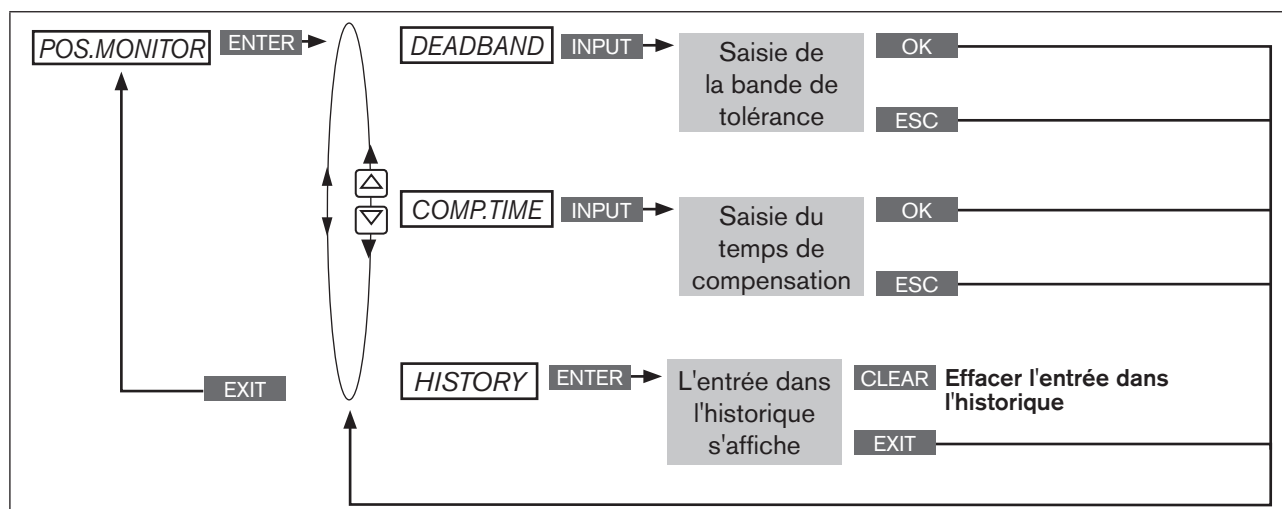 POS.MONITOR ENTER
DEADBAND INPUT
Saisie de
la bande de
tolérance
OK
ESC
COMP.TIME INPUT
Saisie du
temps de
compensation
OK
ESC
EXIT
HISTORY ENTER
L'entrée dans
l'historique
s'affiche
CLEAR Effacer l'entrée dans
l'historique
EXIT